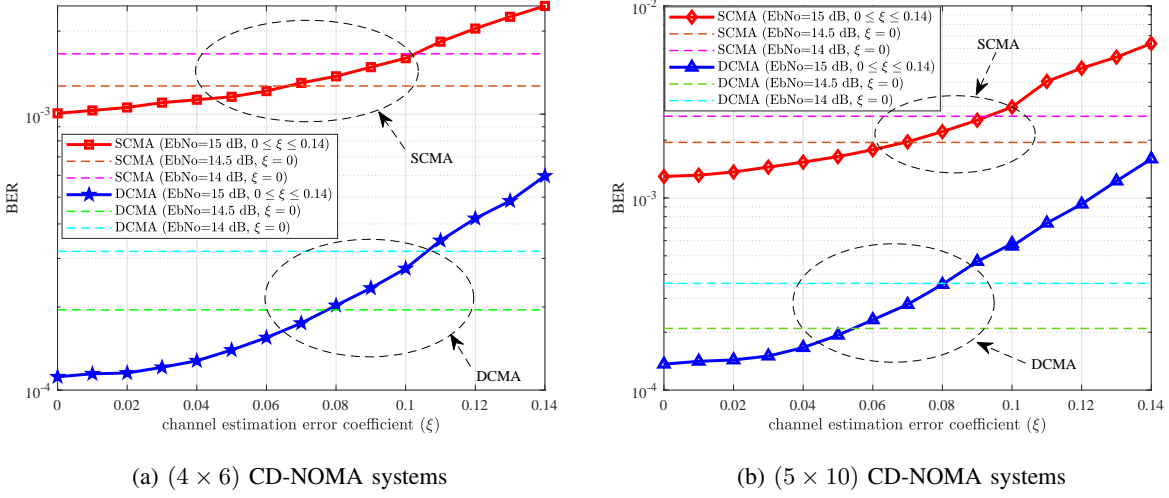 10^{-3}
10^{-4}
BER
SCMA (EbNo=15 dB, 0 ≤ ξ ≤ 0.14)
SCMA (EbNo=14.5 dB, ξ = 0)
SCMA (EbNo=14 dB, ξ = 0)
DCMA (EbNo=15 dB, 0 ≤ ξ ≤ 0.14)
DCMA (EbNo=14.5 dB, ξ = 0)
DCMA (EbNo=14 dB, ξ = 0)
SCMA
DCMA
0 0.02 0.04 0.06 0.08 0.1 0.12 0.14
channel estimation error coefficient (ξ)
(a) (4 × 6) CD-NOMA systems
10^{-2}
10^{-3}
10^{-4}
BER
SCMA (EbNo=15 dB, 0 ≤ ξ ≤ 0.14)
SCMA (EbNo=14.5 dB, ξ = 0)
SCMA (EbNo=14 dB, ξ = 0)
DCMA (EbNo=15 dB, 0 ≤ ξ ≤ 0.14)
DCMA (EbNo=14.5 dB, ξ = 0)
DCMA (EbNo=14 dB, ξ = 0)
SCMA
DCMA
0 0.02 0.04 0.06 0.08 0.1 0.12 0.14
channel estimation error coefficient (ξ)
(b) (5 × 10) CD-NOMA systems